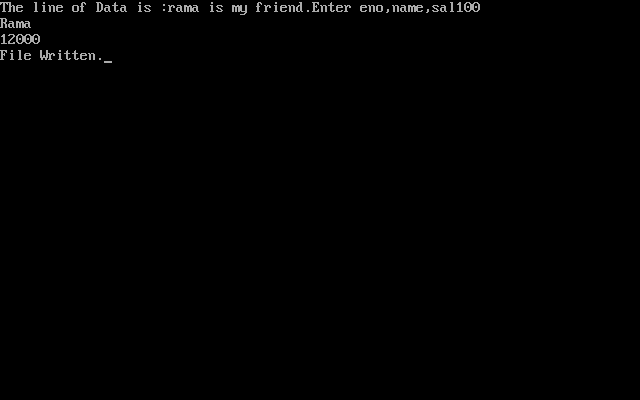 The line of Data is :rama is my friend.Enter eno,name,sal100
Rama
12000
File Written._